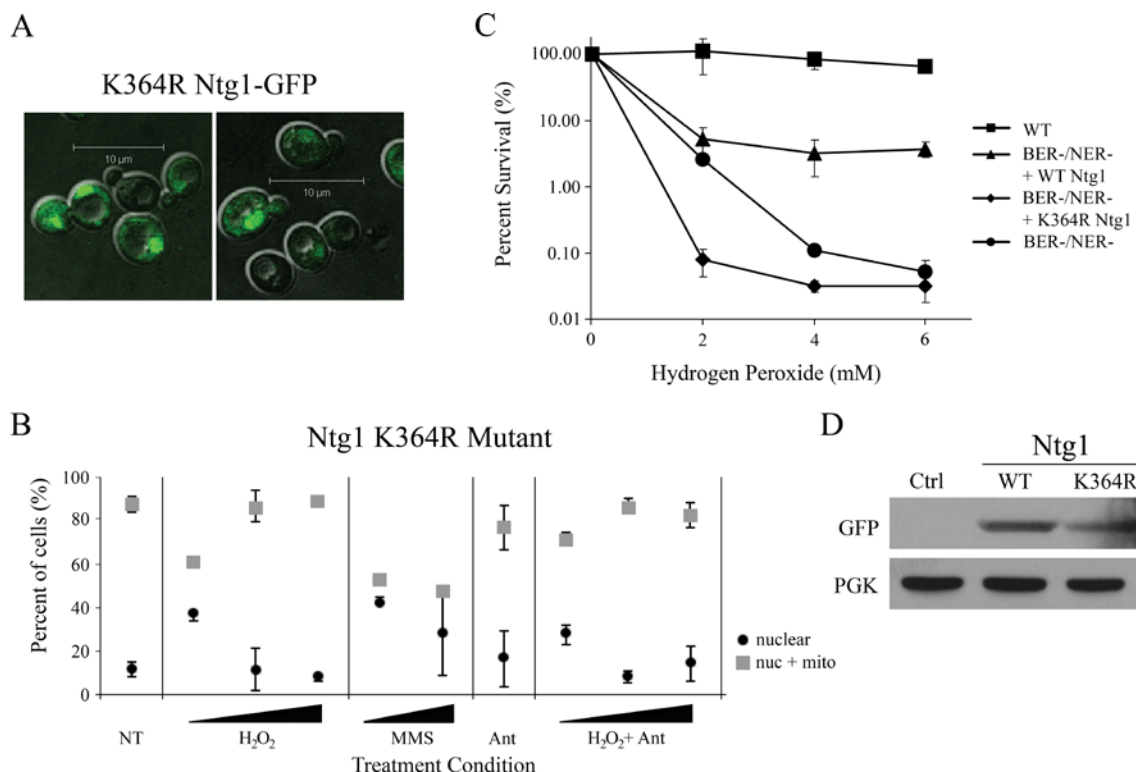 A
K364R Ntg1-GFP
10 µm
10 µm
C
Percent Survival (%)
100.00
10.00
1.00
0.10
0.01
0
2
4
6
Hydrogen Peroxide (mM)
WT
BER-/NER-
+ WT Ntg1
BER-/NER-
+ K364R Ntg1
BER-/NER-
B
Ntg1 K364R Mutant
Percent of cells (%)
100
80
60
40
20
0
NT
H₂O₂
MMS
Ant
H₂O₂+ Ant
Treatment Condition
nuclear
nuc + mito
D
Ntg1
Ctrl
WT
K364R
GFP
PGK